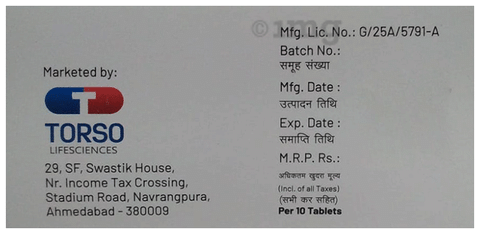 ©1mg
Marketed by:
TORSO
LIFESCIENCES
29, SF, Swastik House,
Nr. Income Tax Crossing,
Stadium Road, Navrangpura,
Ahmedabad - 380009
Mfg. Lic. No.: G/25A/5791-A
Batch No.:
समूह संख्या
Mfg. Date :
उत्पादन तिथि
Exp. Date :
समाप्ति तिथि
M.R.P. Rs.:
अधिकतम खुदरा मूल्य
(Incl. of all Taxes)
(सभी कर सहित)
Per 10 Tablets